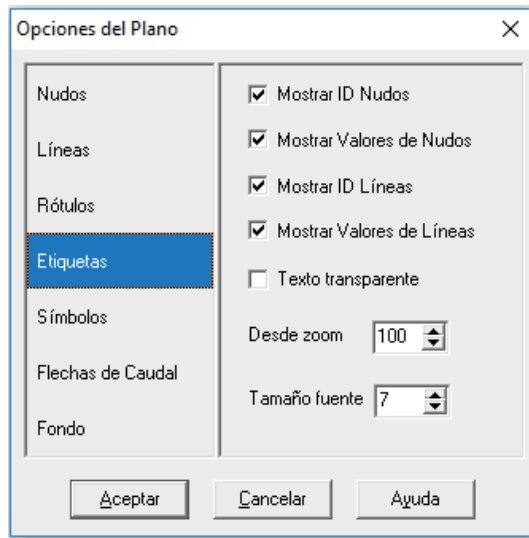 Opciones del Plano
Nudos
Líneas
Rótulos
Etiquetas
Símbolos
Flechas de Caudal
Fondo
Mostrar ID Nudos
Mostrar Valores de Nudos
Mostrar ID Líneas
Mostrar Valores de Líneas
Texto transparente
Desde zoom 100
Tamaño fuente 7
Aceptar Cancelar Ayuda